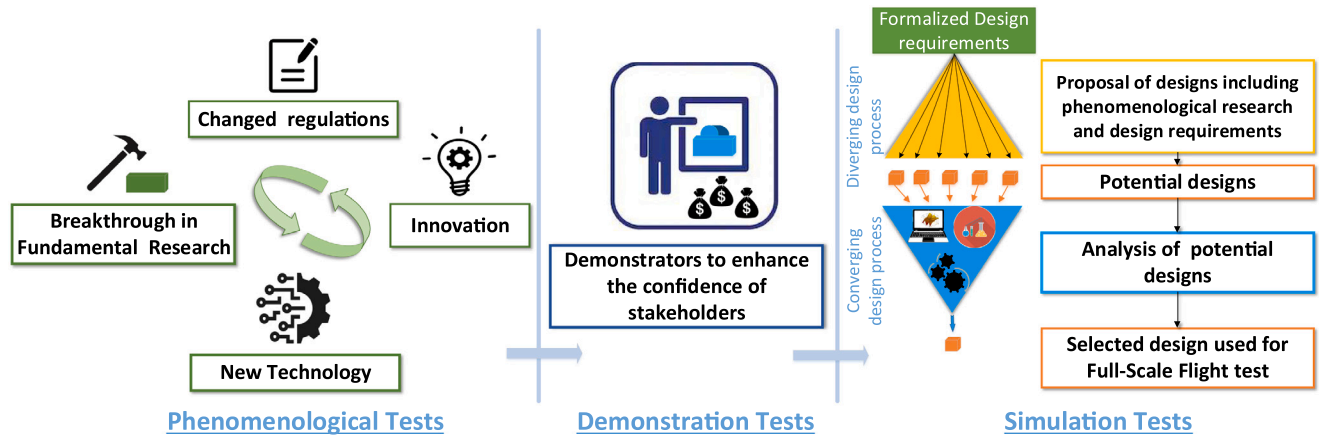 Changed regulations
Breakthrough in
Fundamental Research
Innovation
New Technology
Phenomenological Tests
$
$
$
Demonstrators to enhance
the confidence of
stakeholders
Demonstration Tests
Formalized Design
requirements
Diverging design
process
Converging
design process
Proposal of designs including
phenomenological research
and design requirements
Potential designs
Analysis of potential
designs
Selected design used for
Full-Scale Flight test
Simulation Tests